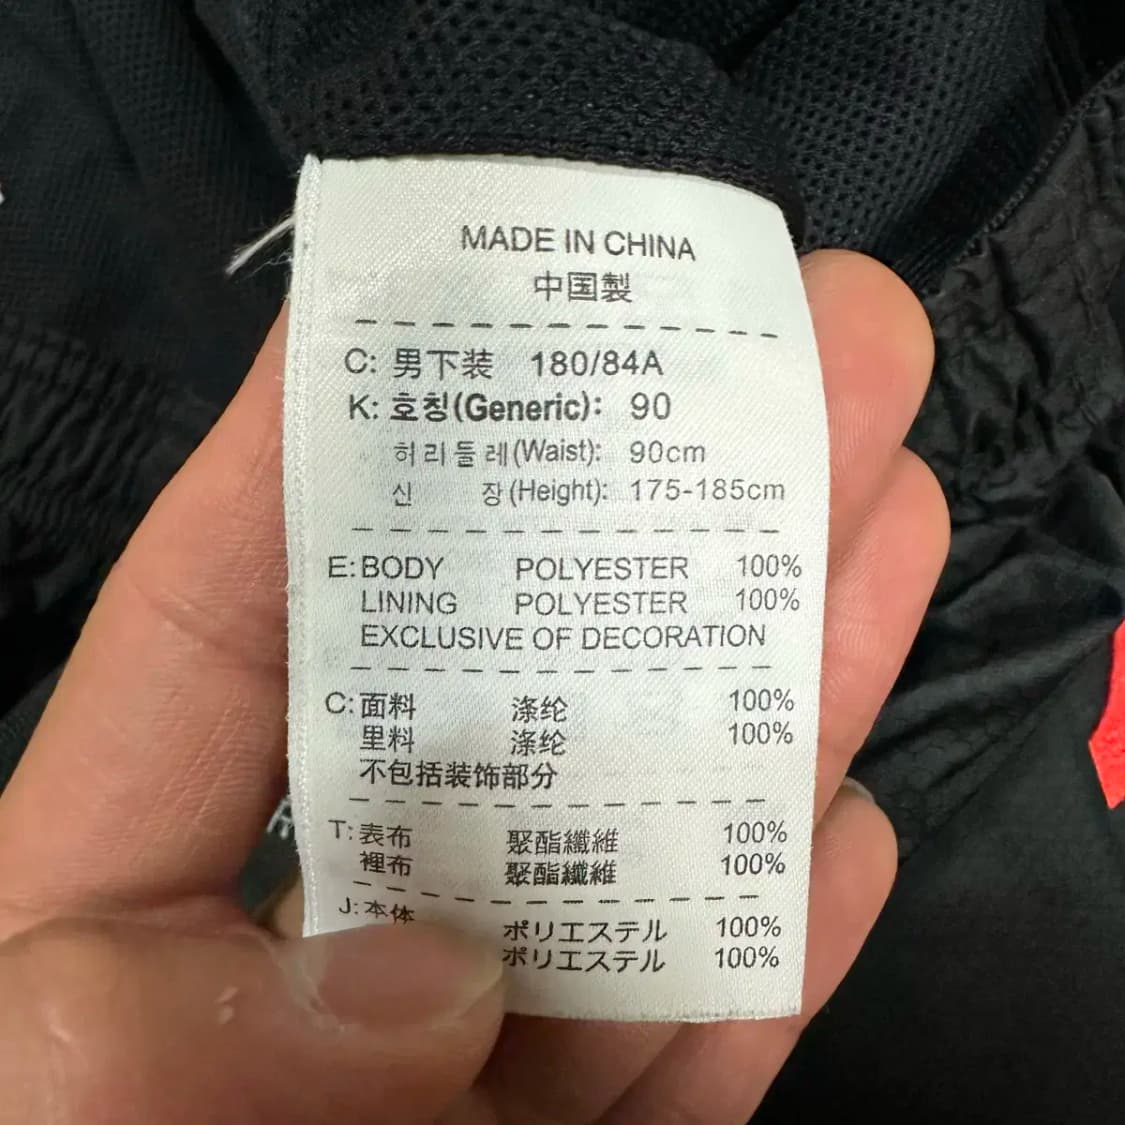 MADE IN CHINA
中国製
C: 男下装 180/84A
K: 호칭(Generic): 90
허리둘레(Waist): 90cm
신 장(Height): 175-185cm
E: BODY POLYESTER 100%
LINING POLYESTER 100%
EXCLUSIVE OF DECORATION
C: 面料 涤纶 100%
里料 涤纶 100%
不包括装饰部分
T: 表布 聚酯纖維 100%
裡布 聚酯纖維 100%
J: 本体 ポリエステル 100%
ポリエステル 100%